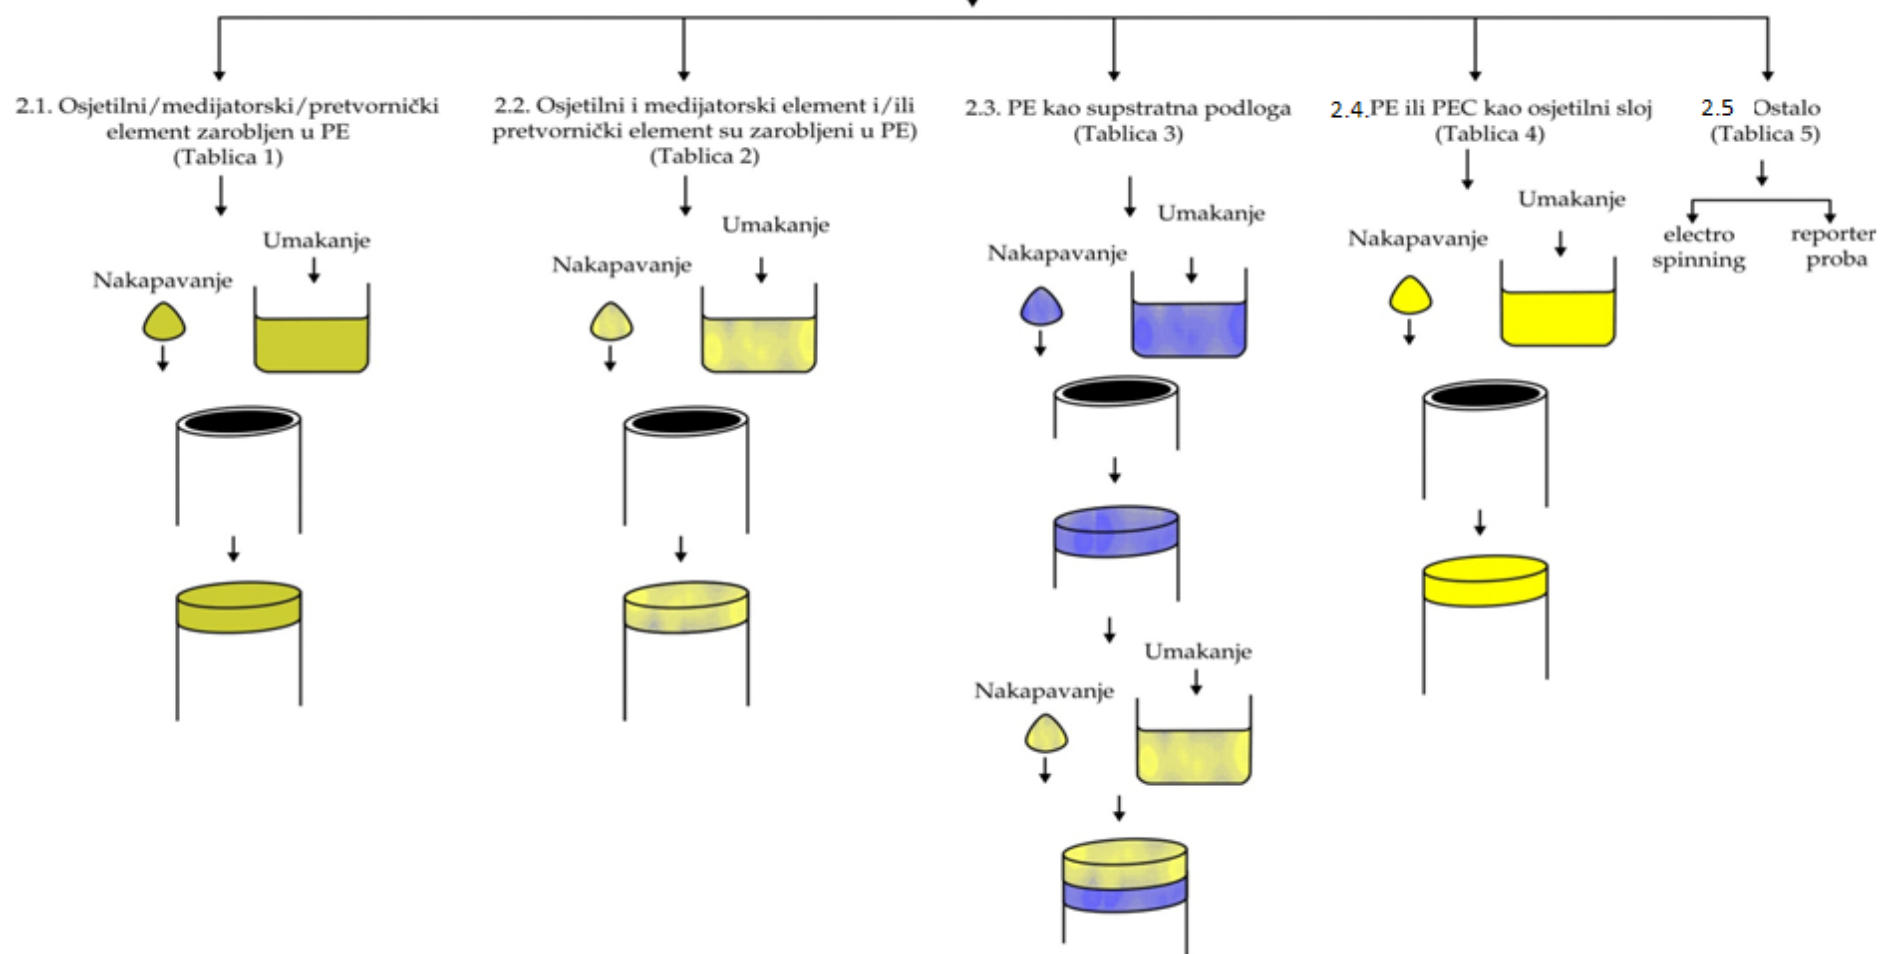 2.1. Osjetilni/medijatorski/pretvornički
element zarobljen u PE
(Tablica 1)
Umakanje
Nakapavanje
2.2. Osjetilni i medijatorski element i/ili
pretvornički element su zarobljeni u PE)
(Tablica 2)
Umakanje
Nakapavanje
2.3. PE kao supstratna podloga
(Tablica 3)
Umakanje
Nakapavanje
Umakanje
Nakapavanje
2.4.PE ili PEC kao osjetilni sloj
(Tablica 4)
Umakanje
Nakapavanje
2.5 Ostalo
(Tablica 5)
electro
spinning
reporter
proba